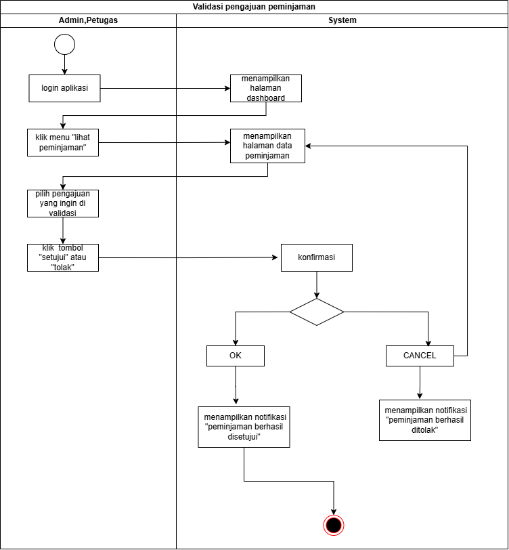 Validasi pengajuan peminjaman
Admin,Petugas
System
login aplikasi
menampilkan
halaman
dashboard
klik menu "lihat
peminjaman"
menampilkan
halaman data
peminjaman
pilih pengajuan
yang ingin di
validasi
klik tombol
"setujui" atau
"tolak"
konfirmasi
OK
CANCEL
menampilkan notifikasi
"peminjaman berhasil
disetujui"
menampilkan notifikasi
"peminjaman berhasil
ditolak"